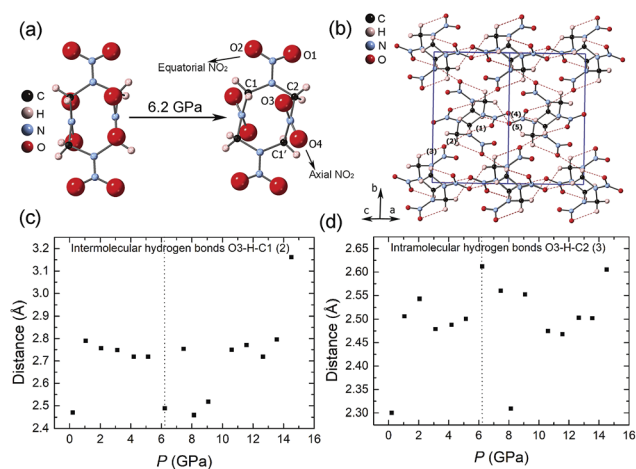 (a)
O2
O1
Equatorial NO₂
C1
C2
O3
C
H
N
O
6.2 GPa
O4
C1'
Axial NO₂
(b)
C
H
N
O
(4)
(1)
(5)
(2)
(3)
b
c
a
(c)
Intermolecular hydrogen bonds O3-H-C1 (2)
Distance (Å)
3.2
3.1
3.0
2.9
2.8
2.7
2.6
2.5
2.4
0 2 4 6 8 10 12 14 16
P (GPa)
(d)
Intramolecular hydrogen bonds O3-H-C2 (3)
Distance (Å)
2.65
2.60
2.55
2.50
2.45
2.40
2.35
2.30
0 2 4 6 8 10 12 14 16
P (GPa)